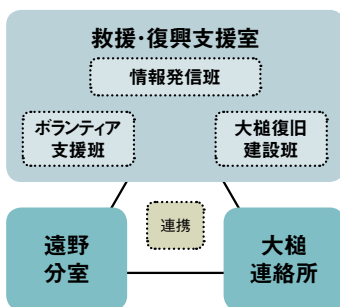 救援・復興支援室
情報発信班
ボランティア
支援班
大槌復旧
建設班
連携
遠野
分室
大槌
連絡所